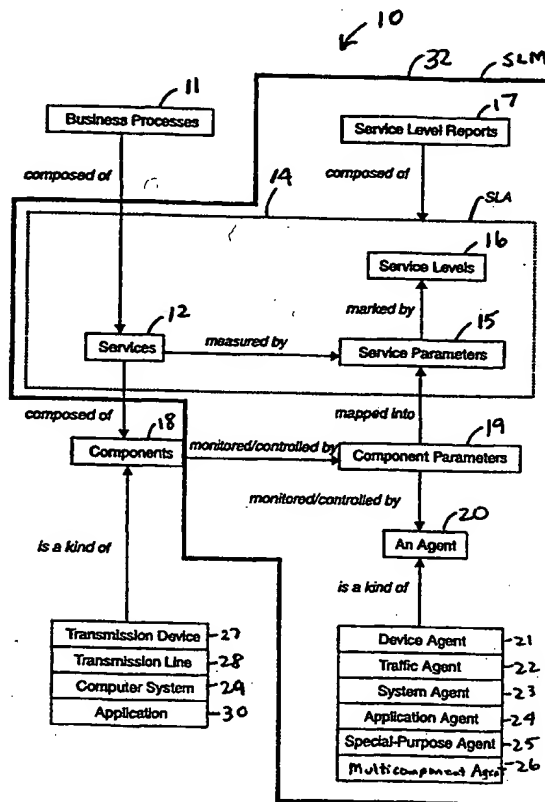 10
32 SLM
11 17
Business Processes Service Level Reports
composed of composed of
14 SLA
16
Service Levels
marked by
12 15
Services measured by Service Parameters
composed of mapped into
18 19
Components monitored/controlled by Component Parameters
monitored/controlled by
20
An Agent
is a kind of is a kind of
Transmission Device 27
Transmission Line 28
Computer System 29
Application 30
Device Agent 21
Traffic Agent 22
System Agent 23
Application Agent 24
Special-Purpose Agent 25
Multicomponent Agent 26